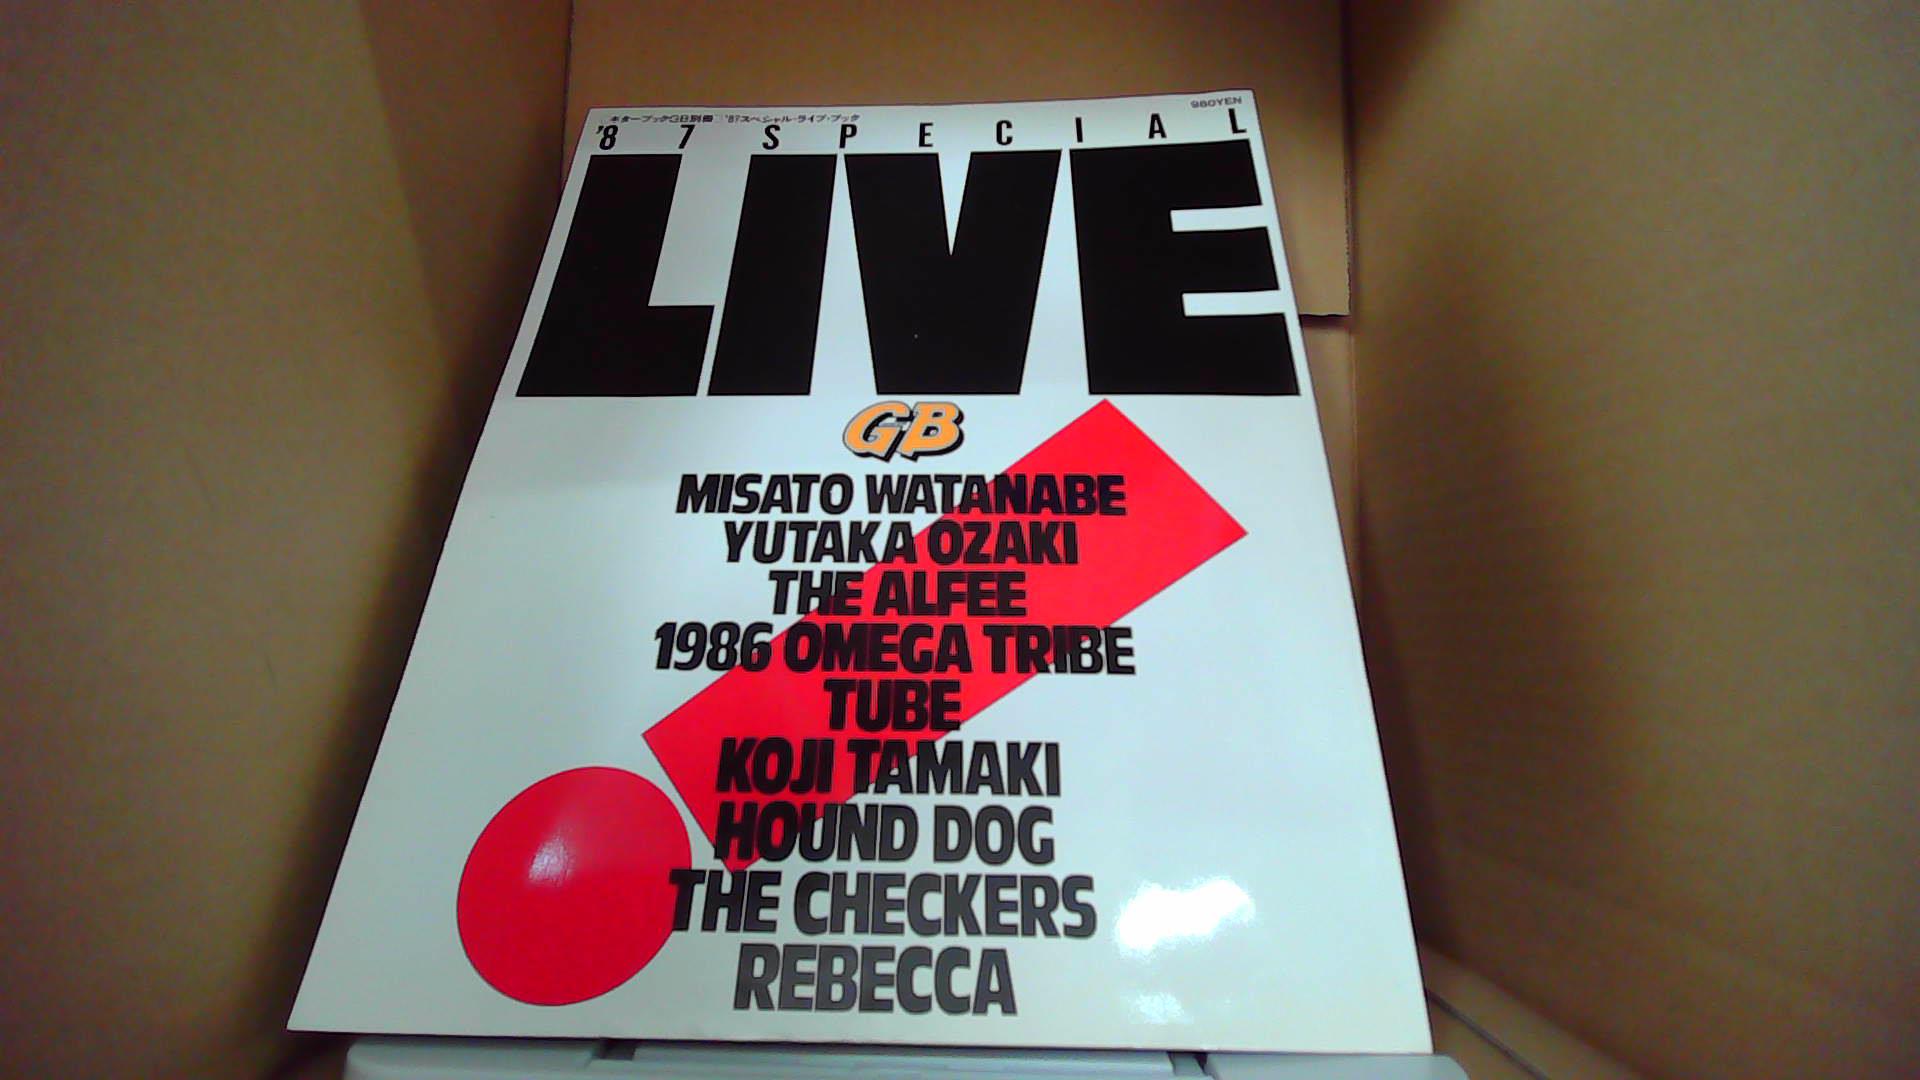 980YEN
ギターブックGB別冊 '87スペシャル・ライブ・ブック
'87 SPECIAL
LIVE
GB
MISATO WATANABE
YUTAKA OZAKI
THE ALFEE
1986 OMEGA TRIBE
TUBE
KOJI TAMAKI
HOUND DOG
THE CHECKERS
REBECCA